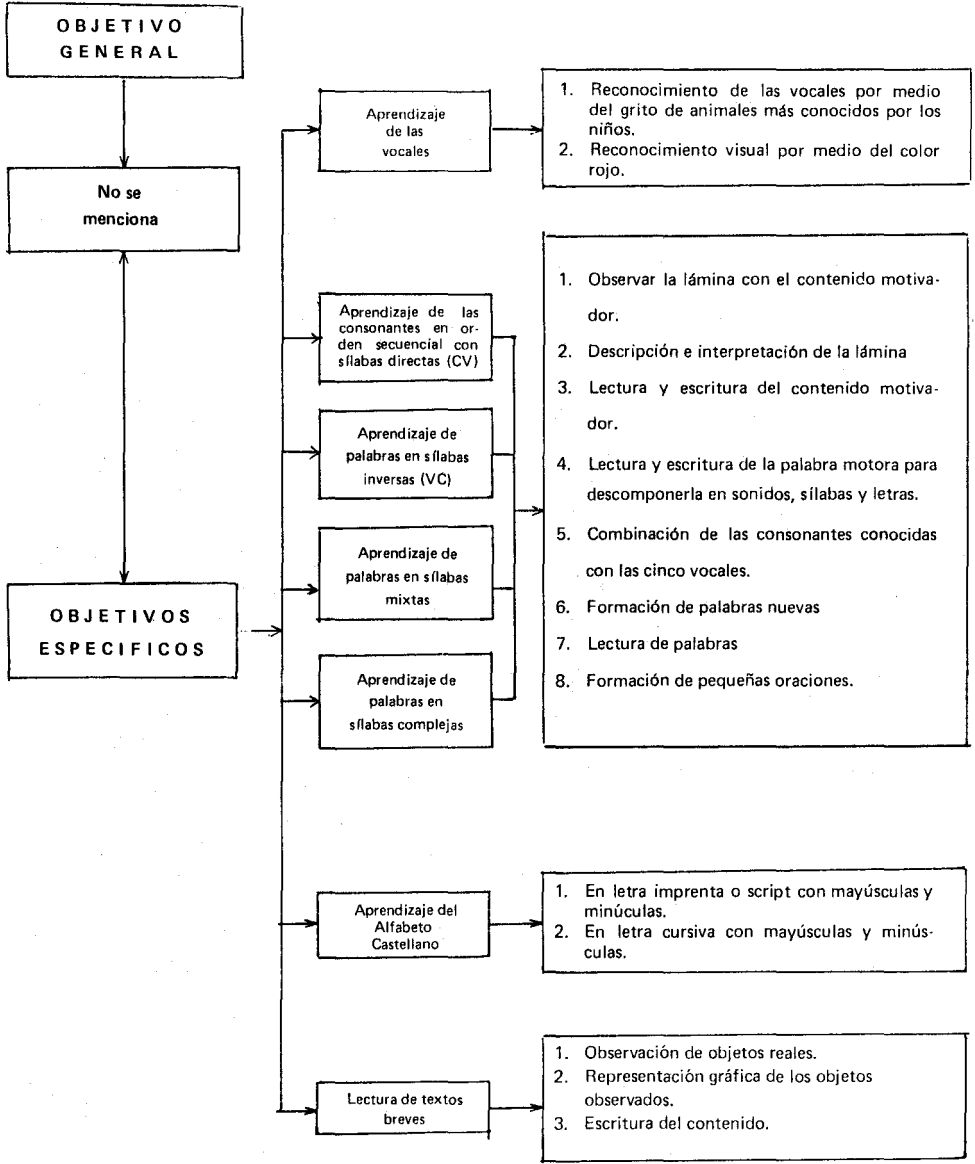 OBJETIVO
GENERAL
No se
menciona
OBJETIVOS
ESPECIFICOS
Aprendizaje
de las
vocales
1. Reconocimiento de las vocales por medio
del grito de animales más conocidos por los
niños.
2. Reconocimiento visual por medio del color
rojo.
Aprendizaje de las
consonantes en or-
den secuencial con
sílabas directas (CV)
Aprendizaje de
palabras en sílabas
inversas (VC)
Aprendizaje de
palabras en sílabas
mixtas
Aprendizaje de
palabras en
sílabas complejas
1. Observar la lámina con el contenido motiva-
dor.
2. Descripción e interpretación de la lámina
3. Lectura y escritura del contenido motiva-
dor.
4. Lectura y escritura de la palabra motora para
descomponerla en sonidos, sílabas y letras.
5. Combinación de las consonantes conocidas
con las cinco vocales.
6. Formación de palabras nuevas
7. Lectura de palabras
8. Formación de pequeñas oraciones.
Aprendizaje del
Alfabeto
Castellano
1. En letra imprenta o script con mayúsculas y
minúculas.
2. En letra cursiva con mayúsculas y minús-
culas.
Lectura de textos
breves
1. Observación de objetos reales.
2. Representación gráfica de los objetos
observados.
3. Escritura del contenido.